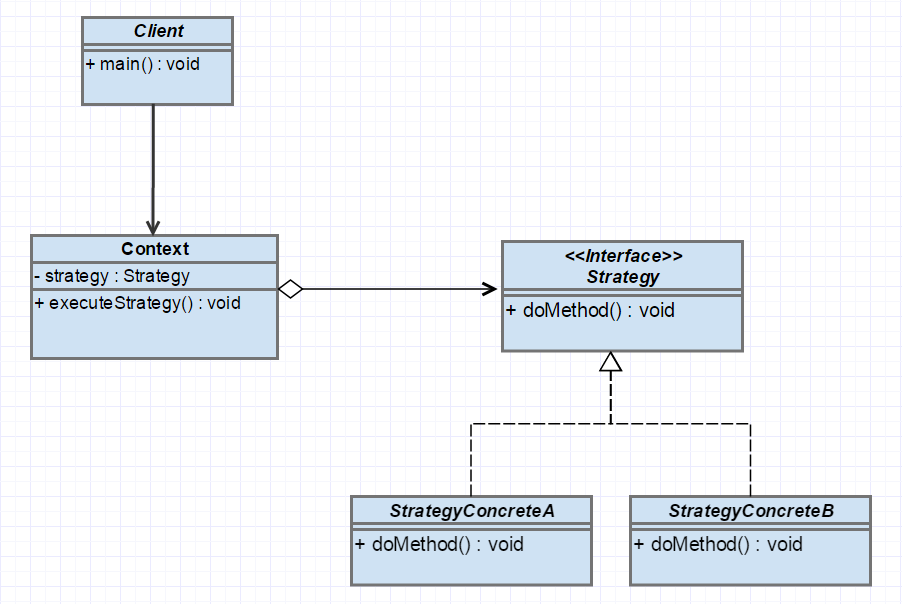 Client
+ main() : void
Context
- strategy : Strategy
+ executeStrategy() : void
<<Interface>>
Strategy
+ doMethod() : void
StrategyConcreteA
+ doMethod() : void
StrategyConcreteB
+ doMethod() : void